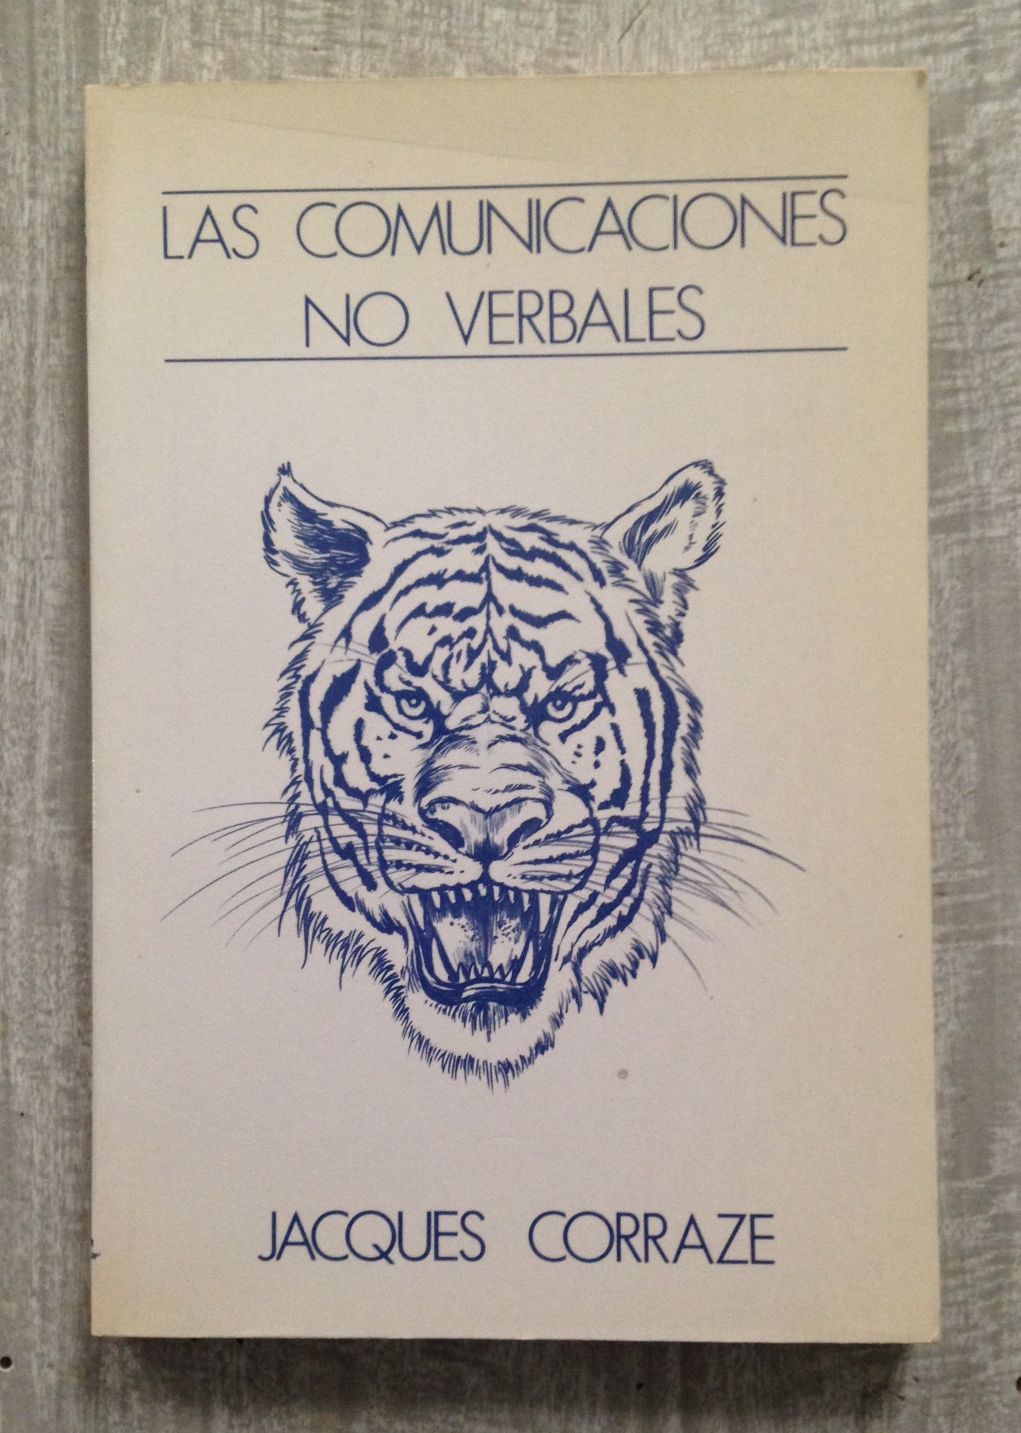 LAS COMUNICACIONES
NO VERBALES
JACQUES CORRAZE